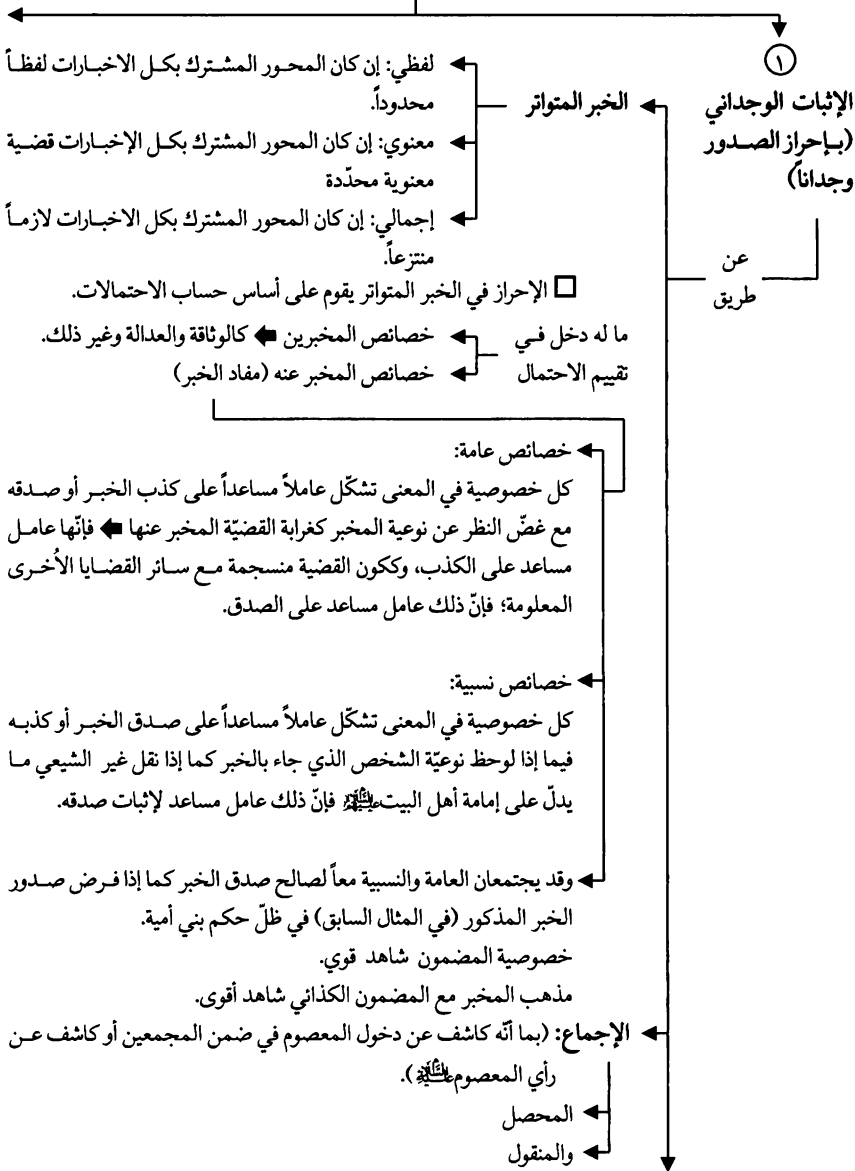 ١
الإثبات الوجداني
(بإحراز الصدور
وجداناً)
عن
طريق
الخبر المتواتر
لفظي: إن كان المحور المشترك بكل الاخبارات لفظاً
محدوداً.
معنوي: إن كان المحور المشترك بكل الإخبارات قضية
معنوية محدّدة
إجمالي: إن كان المحور المشترك بكل الاخبارات لازماً
منتزعاً.
الإحراز في الخبر المتواتر يقوم على أساس حساب الاحتمالات.
ما له دخل في
تقييم الاحتمال
خصائص المخبرين كالوثاقة والعدالة وغير ذلك.
خصائص المخبر عنه (مفاد الخبر)
خصائص عامة:
كل خصوصية في المعنى تشكّل عاملاً مساعداً على كذب الخبر أو صدقه
مع غضّ النظر عن نوعية المخبر كغرابة القضيّة المخبر عنها فإنّها عامل
مساعد على الكذب، وككون القضية منسجمة مع سائر القضايا الأخرى
المعلومة؛ فإنّ ذلك عامل مساعد على الصدق.
خصائص نسبية:
كل خصوصية في المعنى تشكّل عاملاً مساعداً على صدق الخبر أو كذبه
فيما إذا لوحظ نوعيّة الشخص الذي جاء بالخبر كما إذا نقل غير الشيعي ما
يدلّ على إمامة أهل البيت فإنّ ذلك عامل مساعد لإثبات صدقه.
وقد يجتمعان العامة والنسبية معاً لصالح صدق الخبر كما إذا فرض صدور
الخبر المذكور (في المثال السابق) في ظلّ حكم بني أمية.
خصوصية المضمون شاهد قوي.
مذهب المخبر مع المضمون الكذائي شاهد أقوى.
الإجماع: (بما أنّه كاشف عن دخول المعصوم في ضمن المجمعين أو كاشف عن
رأي المعصوم).
المحصل
والمنقول